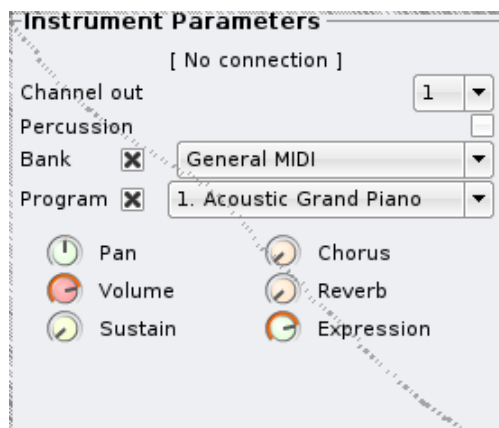 Instrument Parameters
[ No connection ]
Channel out 1
Percussion
Bank General MIDI
Program 1. Acoustic Grand Piano
Pan Chorus
Volume Reverb
Sustain Expression